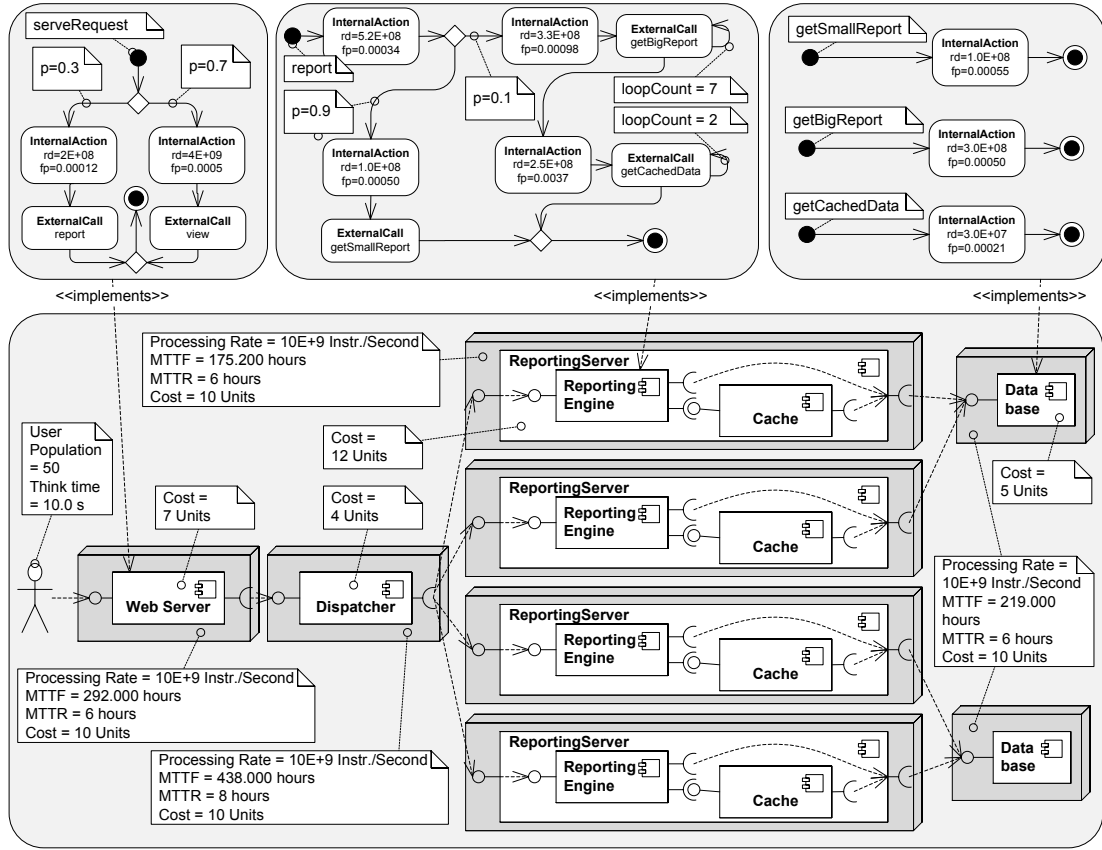 serveRequest
p=0.3
p=0.7
InternalAction
rd=2E+08
fp=0.00012
InternalAction
rd=4E+09
fp=0.0005
ExternalCall
report
ExternalCall
view
InternalAction
rd=5.2E+08
fp=0.00034
report
InternalAction
rd=3.3E+08
fp=0.00098
ExternalCall
getBigReport
p=0.9
p=0.1
loopCount = 7
loopCount = 2
InternalAction
rd=1.0E+08
fp=0.00050
InternalAction
rd=2.5E+08
fp=0.0037
ExternalCall
getCachedData
ExternalCall
getSmallReport
getSmallReport
InternalAction
rd=1.0E+08
fp=0.00055
getBigReport
InternalAction
rd=3.0E+08
fp=0.00050
getCachedData
InternalAction
rd=3.0E+07
fp=0.00021
<<implements>>
<<implements>>
<<implements>>
Processing Rate = 10E+9 Instr./Second
MTTF = 175.200 hours
MTTR = 6 hours
Cost = 10 Units
ReportingServer
Reporting
Engine
Cache
Data
base
User
Population
= 50
Think time
= 10.0 s
Cost =
12 Units
Cost =
5 Units
Cost =
7 Units
Cost =
4 Units
ReportingServer
Reporting
Engine
Cache
Web Server
Dispatcher
Processing Rate =
10E+9 Instr./Second
MTTF = 219.000
hours
MTTR = 6 hours
Cost = 10 Units
ReportingServer
Reporting
Engine
Cache
Processing Rate = 10E+9 Instr./Second
MTTF = 292.000 hours
MTTR = 6 hours
Cost = 10 Units
Processing Rate = 10E+9 Instr./Second
MTTF = 438.000 hours
MTTR = 8 hours
Cost = 10 Units
ReportingServer
Reporting
Engine
Cache
Data
base